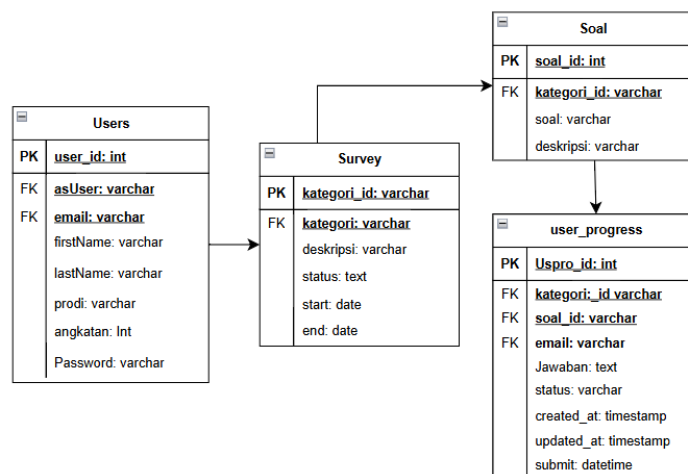 Users
PK user_id: int
FK asUser: varchar
FK email: varchar
firstName: varchar
lastName: varchar
prodi: varchar
angkatan: Int
Password: varchar
Survey
PK kategori_id: varchar
FK kategori: varchar
deskripsi: varchar
status: text
start: date
end: date
Soal
PK soal_id: int
FK kategori_id: varchar
soal: varchar
deskripsi: varchar
user_progress
PK Uspro_id: int
FK kategori:_id varchar
FK soal_id: varchar
FK email: varchar
Jawaban: text
status: varchar
created_at: timestamp
updated_at: timestamp
submit: datetime